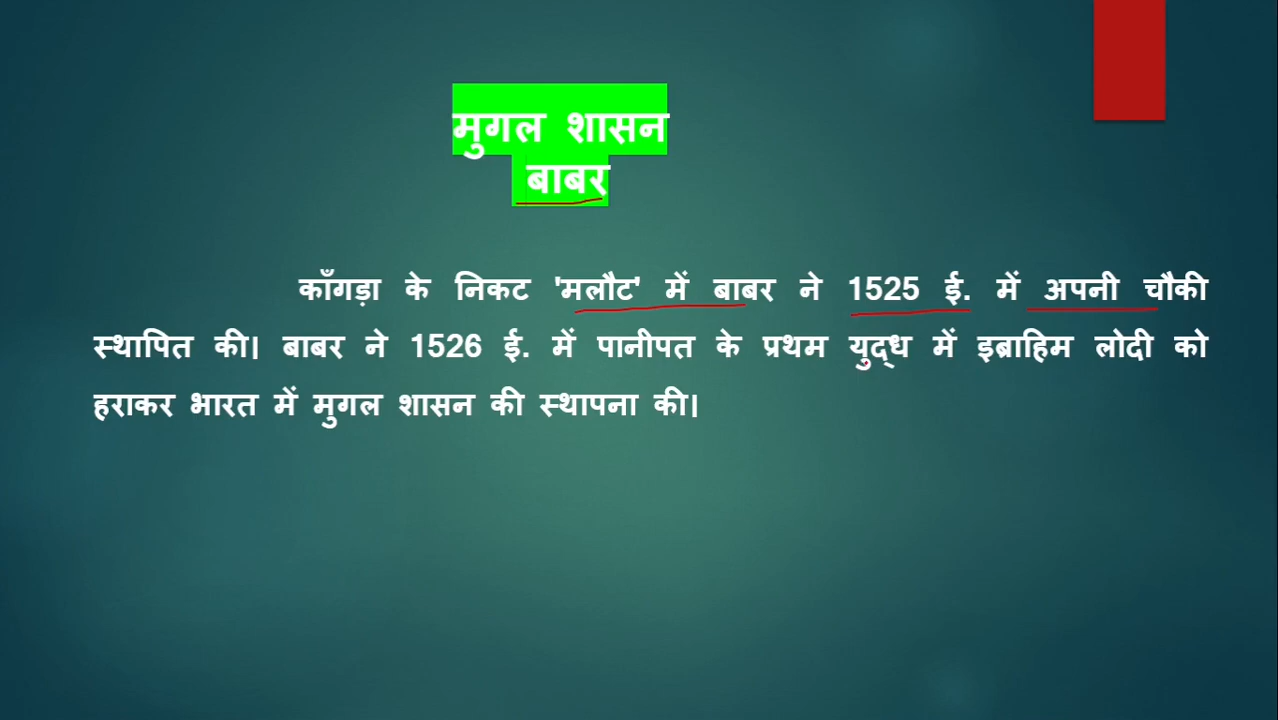 मुगल शासन
बाबर
काँगड़ा के निकट 'मलौट' में बाबर ने 1525 ई. में अपनी चौकी
स्थापित की। बाबर ने 1526 ई. में पानीपत के प्रथम युद्ध में इब्राहिम लोदी को
हराकर भारत में मुगल शासन की स्थापना की।